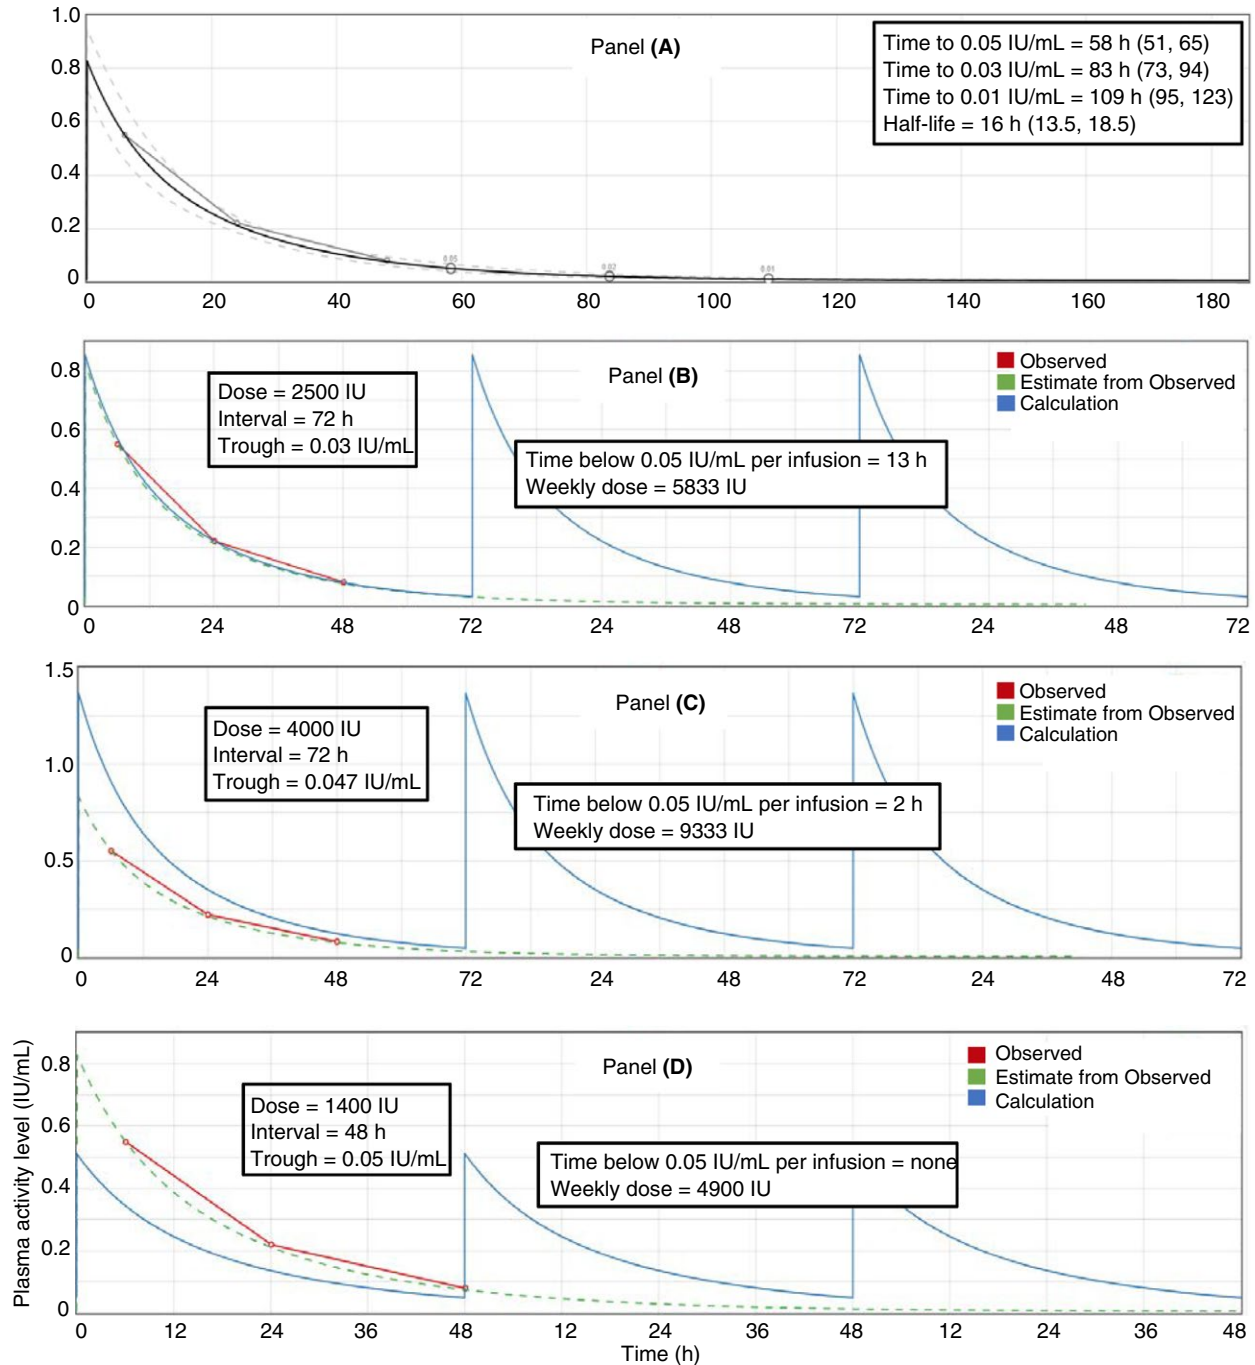 Panel (A)
Time to 0.05 IU/mL = 58 h (51, 65)
Time to 0.03 IU/mL = 83 h (73, 94)
Time to 0.01 IU/mL = 109 h (95, 123)
Half-life = 16 h (13.5, 18.5)
1.0
0.8
0.6
0.4
0.2
0
0.05
0.02
0.01
0 20 40 60 80 100 120 140 160 180
Panel (B)
Observed
Estimate from Observed
Calculation
Dose = 2500 IU
Interval = 72 h
Trough = 0.03 IU/mL
Time below 0.05 IU/mL per infusion = 13 h
Weekly dose = 5833 IU
0.8
0.6
0.4
0.2
0
0 24 48 72 24 48 72 24 48 72
Panel (C)
Observed
Estimate from Observed
Calculation
Dose = 4000 IU
Interval = 72 h
Trough = 0.047 IU/mL
Time below 0.05 IU/mL per infusion = 2 h
Weekly dose = 9333 IU
1.5
1.0
0.5
0
0 24 48 72 24 48 72 24 48 72
Panel (D)
Observed
Estimate from Observed
Calculation
Dose = 1400 IU
Interval = 48 h
Trough = 0.05 IU/mL
Time below 0.05 IU/mL per infusion = none
Weekly dose = 4900 IU
Plasma activity level (IU/mL)
0.8
0.6
0.4
0.2
0
0 12 24 36 48 12 24 36 48 12 24 36 48
Time (h)